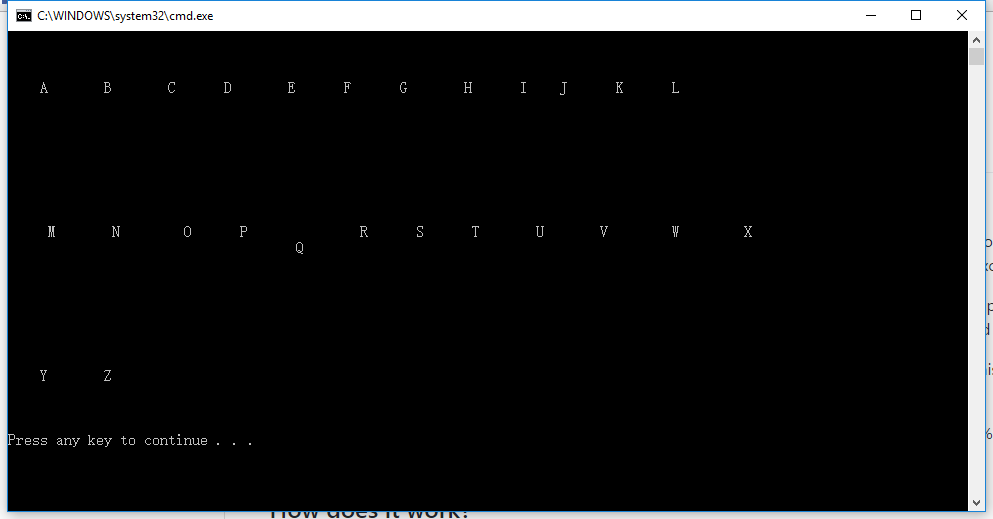 C:\WINDOWS\system32\cmd.exe
A B C D E F G H I J K L
M N O P R S T U V W X
Q
Y Z
Press any key to continue . . .
How does it work?